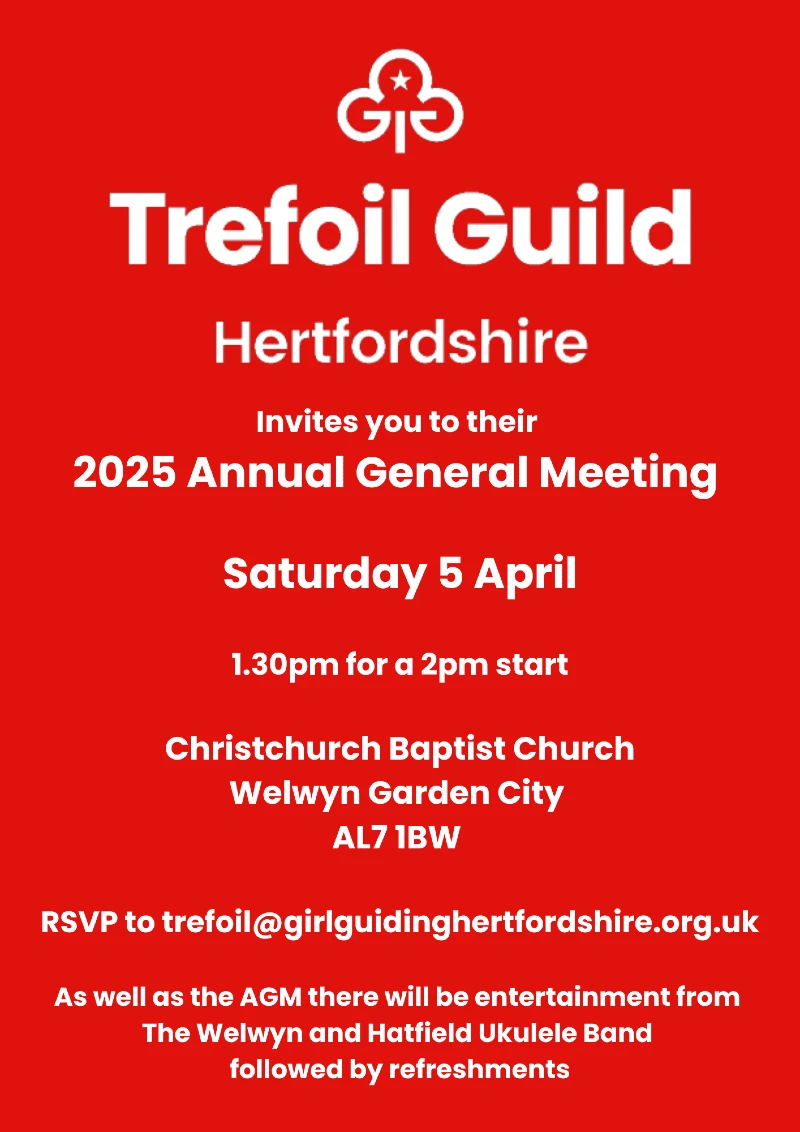 Trefoil Guild
Hertfordshire
Invites you to their
2025 Annual General Meeting
Saturday 5 April
1.30pm for a 2pm start
Christchurch Baptist Church
Welwyn Garden City
AL7 1BW
RSVP to trefoil@girlguidinghertfordshire.org.uk
As well as the AGM there will be entertainment from
The Welwyn and Hatfield Ukulele Band
followed by refreshments